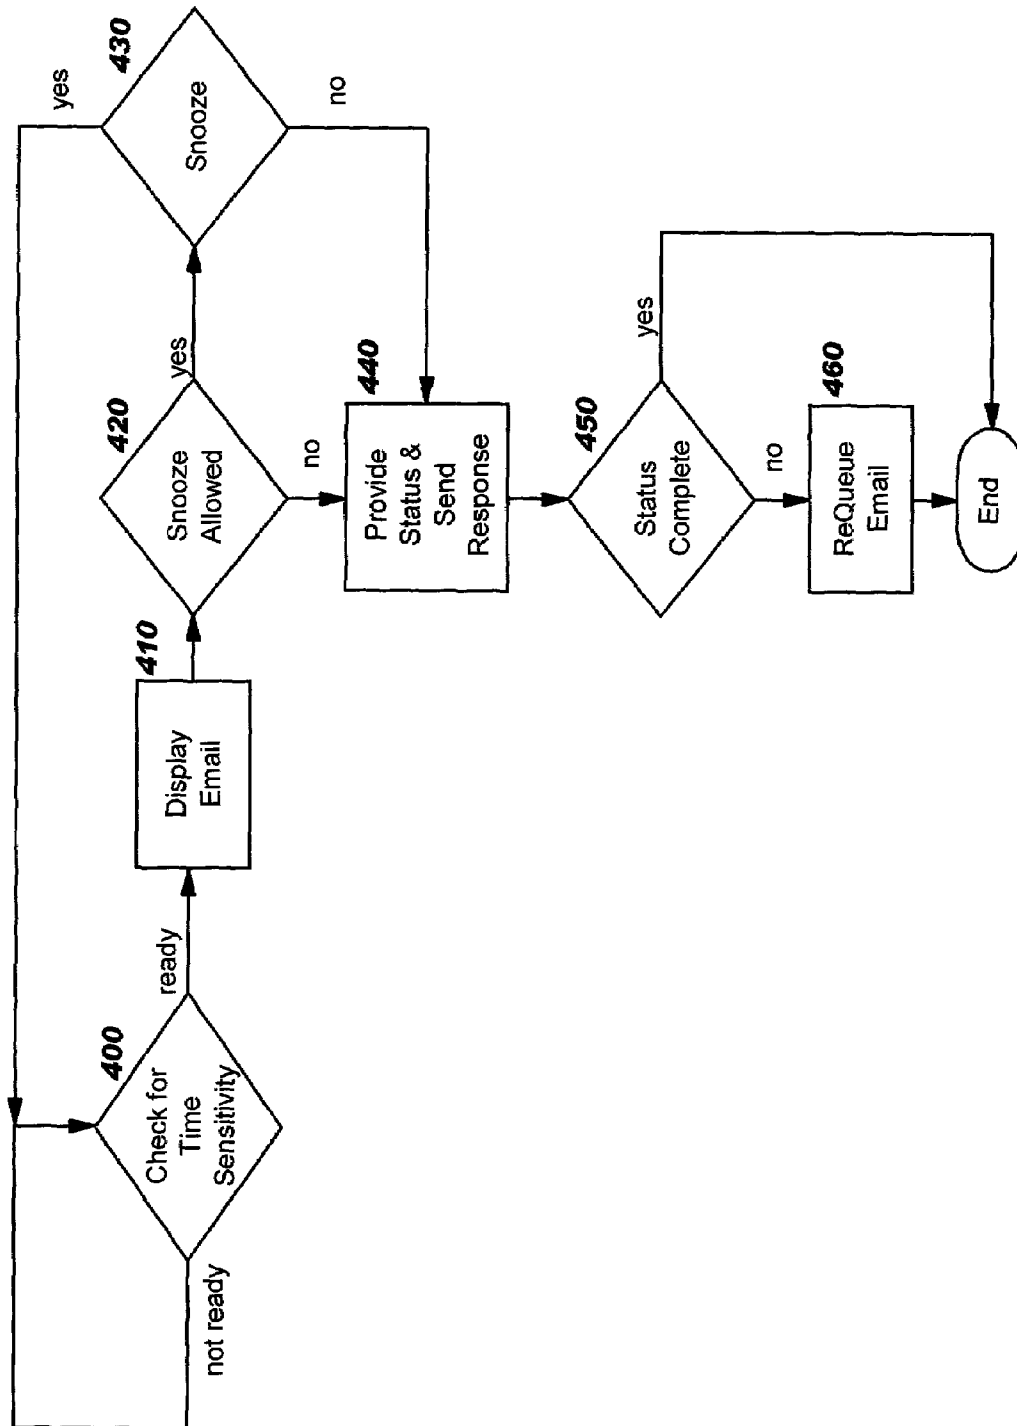 400
Check for
Time
Sensitivity
not ready
ready
410
Display
Email
420
Snooze
Allowed
yes
no
430
Snooze
yes
no
440
Provide
Status &
Send
Response
450
Status
Complete
yes
no
460
ReQueue
Email
End